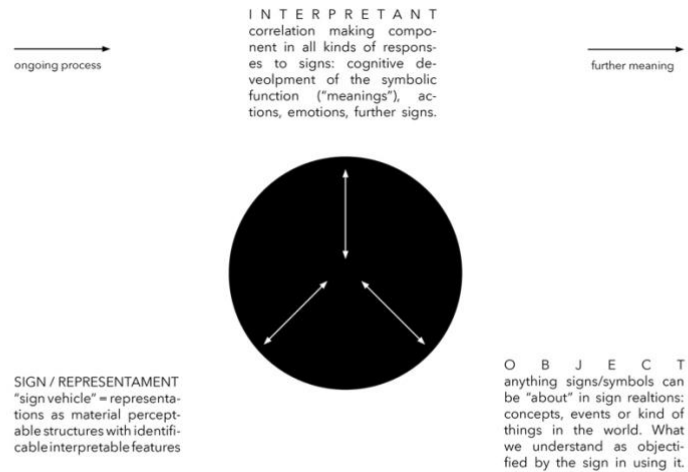 INTERPRETANT
correlation making compo-
nent in all kinds of respons-
es to signs: cognitive de-
veolpment of the symbolic
function ("meanings"), ac-
tions, emotions, further signs.
ongoing process
further meaning
SIGN / REPRESENTAMENT
"sign vehicle" = representa-
tions as material percept-
able structures with identifi-
cable interpretable features
OBJECT
anything signs/symbols can
be "about" in sign realtions:
concepts, events or kind of
things in the world. What
we understand as objecti-
fied by the sign in using it.